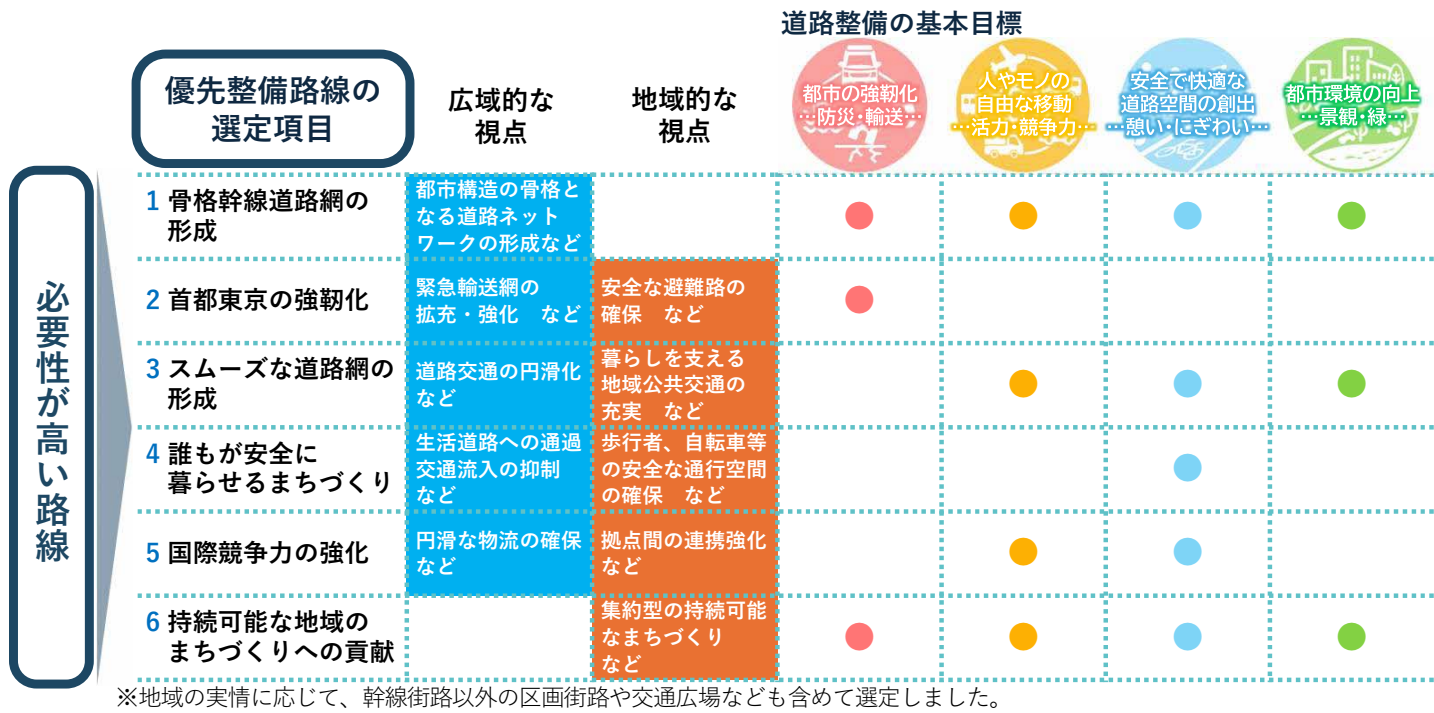 道路整備の基本目標
優先整備路線の
選定項目
広域的な
視点
地域的な
視点
都市の強靭化
…防災・輸送…
人やモノの
自由な移動
…活力・競争力…
安全で快適な
道路空間の創出
…憩い・にぎわい…
都市環境の向上
…景観・緑…
必要性が高い路線
1 骨格幹線道路網の
形成
都市構造の骨格と
なる道路ネット
ワークの形成など
2 首都東京の強靭化
緊急輸送網の
拡充・強化　など
安全な避難路の
確保　など
3 スムーズな道路網の
形成
道路交通の円滑化
など
暮らしを支える
地域公共交通の
充実　など
4 誰もが安全に
暮らせるまちづくり
生活道路への通過
交通流入の抑制
など
歩行者、自転車等
の安全な通行空間
の確保　など
5 国際競争力の強化
円滑な物流の確保
など
拠点間の連携強化
など
6 持続可能な地域の
まちづくりへの貢献
集約型の持続可能
なまちづくり
など
※地域の実情に応じて、幹線街路以外の区画街路や交通広場なども含めて選定しました。